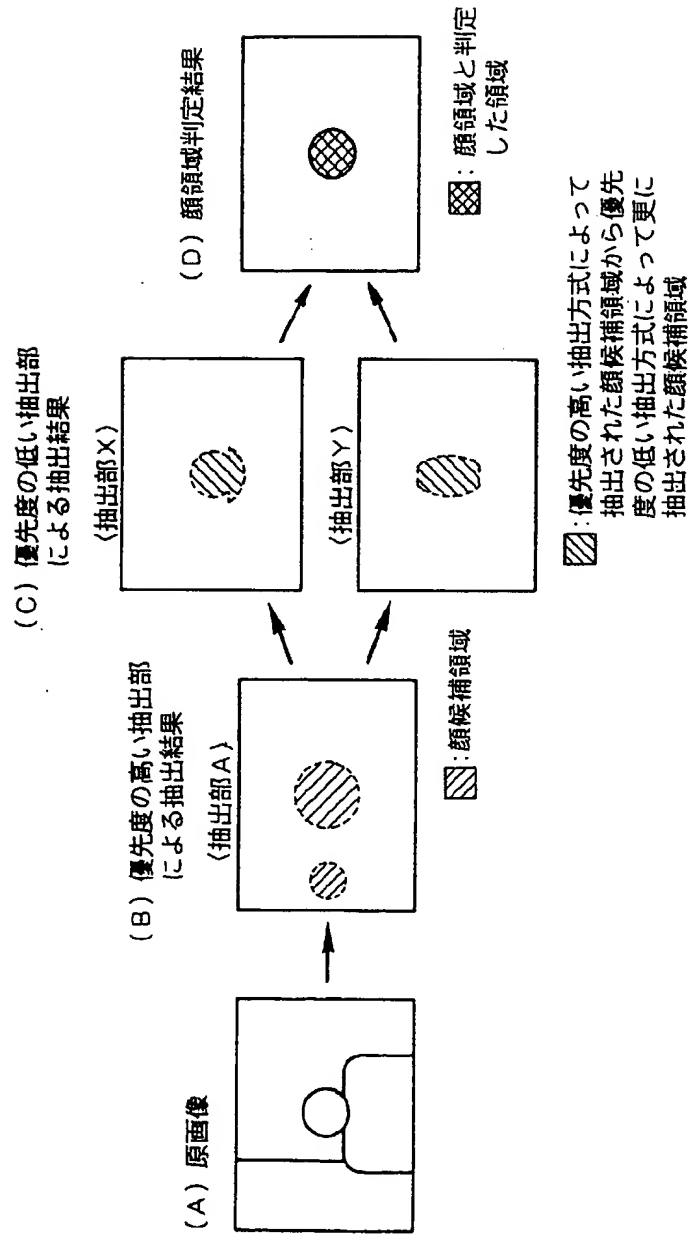 (A) 原画像
(B) 優先度の高い抽出部
による抽出結果
〈抽出部A〉
:顔候補領域
(C) 優先度の低い抽出部
による抽出結果
〈抽出部X〉
〈抽出部Y〉
:優先度の高い抽出方式によって
抽出された顔候補領域から優先
度の低い抽出方式によって更に
抽出された顔候補領域
(D) 顔領域判定結果
: 顔領域と判定
した領域